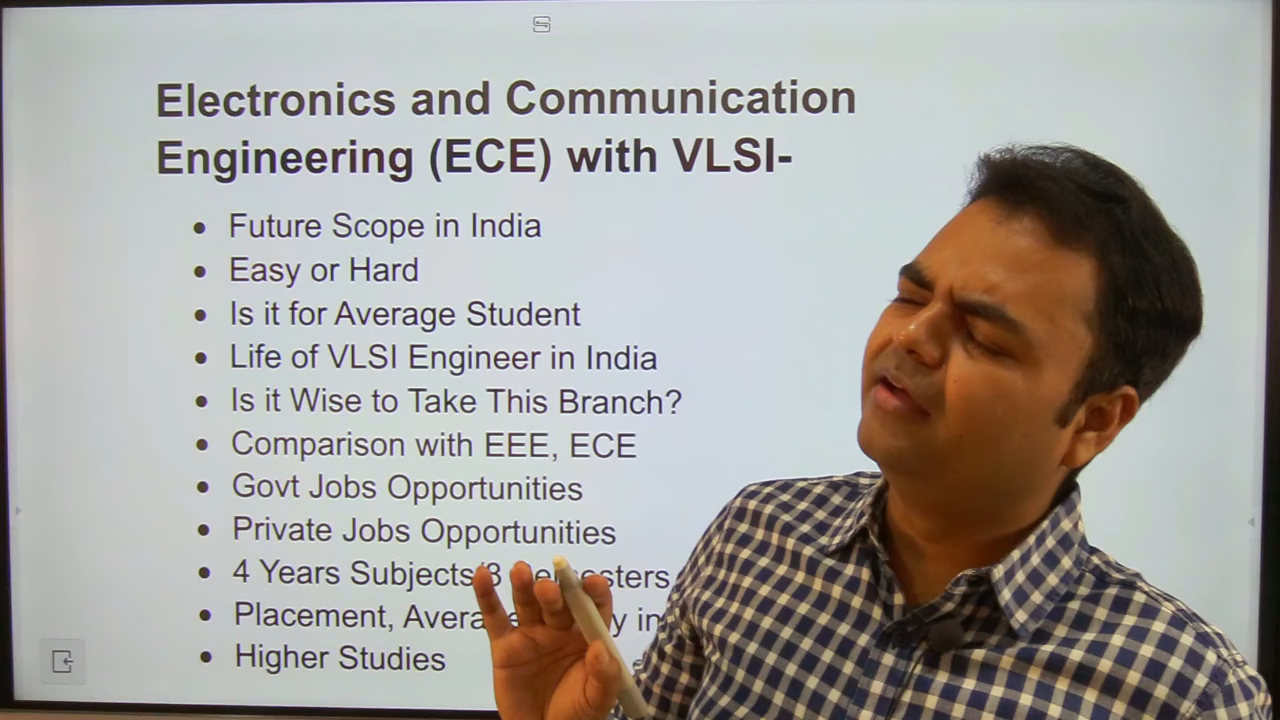 Electronics and Communication
Engineering (ECE) with VLSI-
• Future Scope in India
• Easy or Hard
• Is it for Average Student
• Life of VLSI Engineer in India
• Is it Wise to Take This Branch?
• Comparison with EEE, ECE
• Govt Jobs Opportunities
• Private Jobs Opportunities
• 4 Years Subjects
• Placement,
• Higher Studies